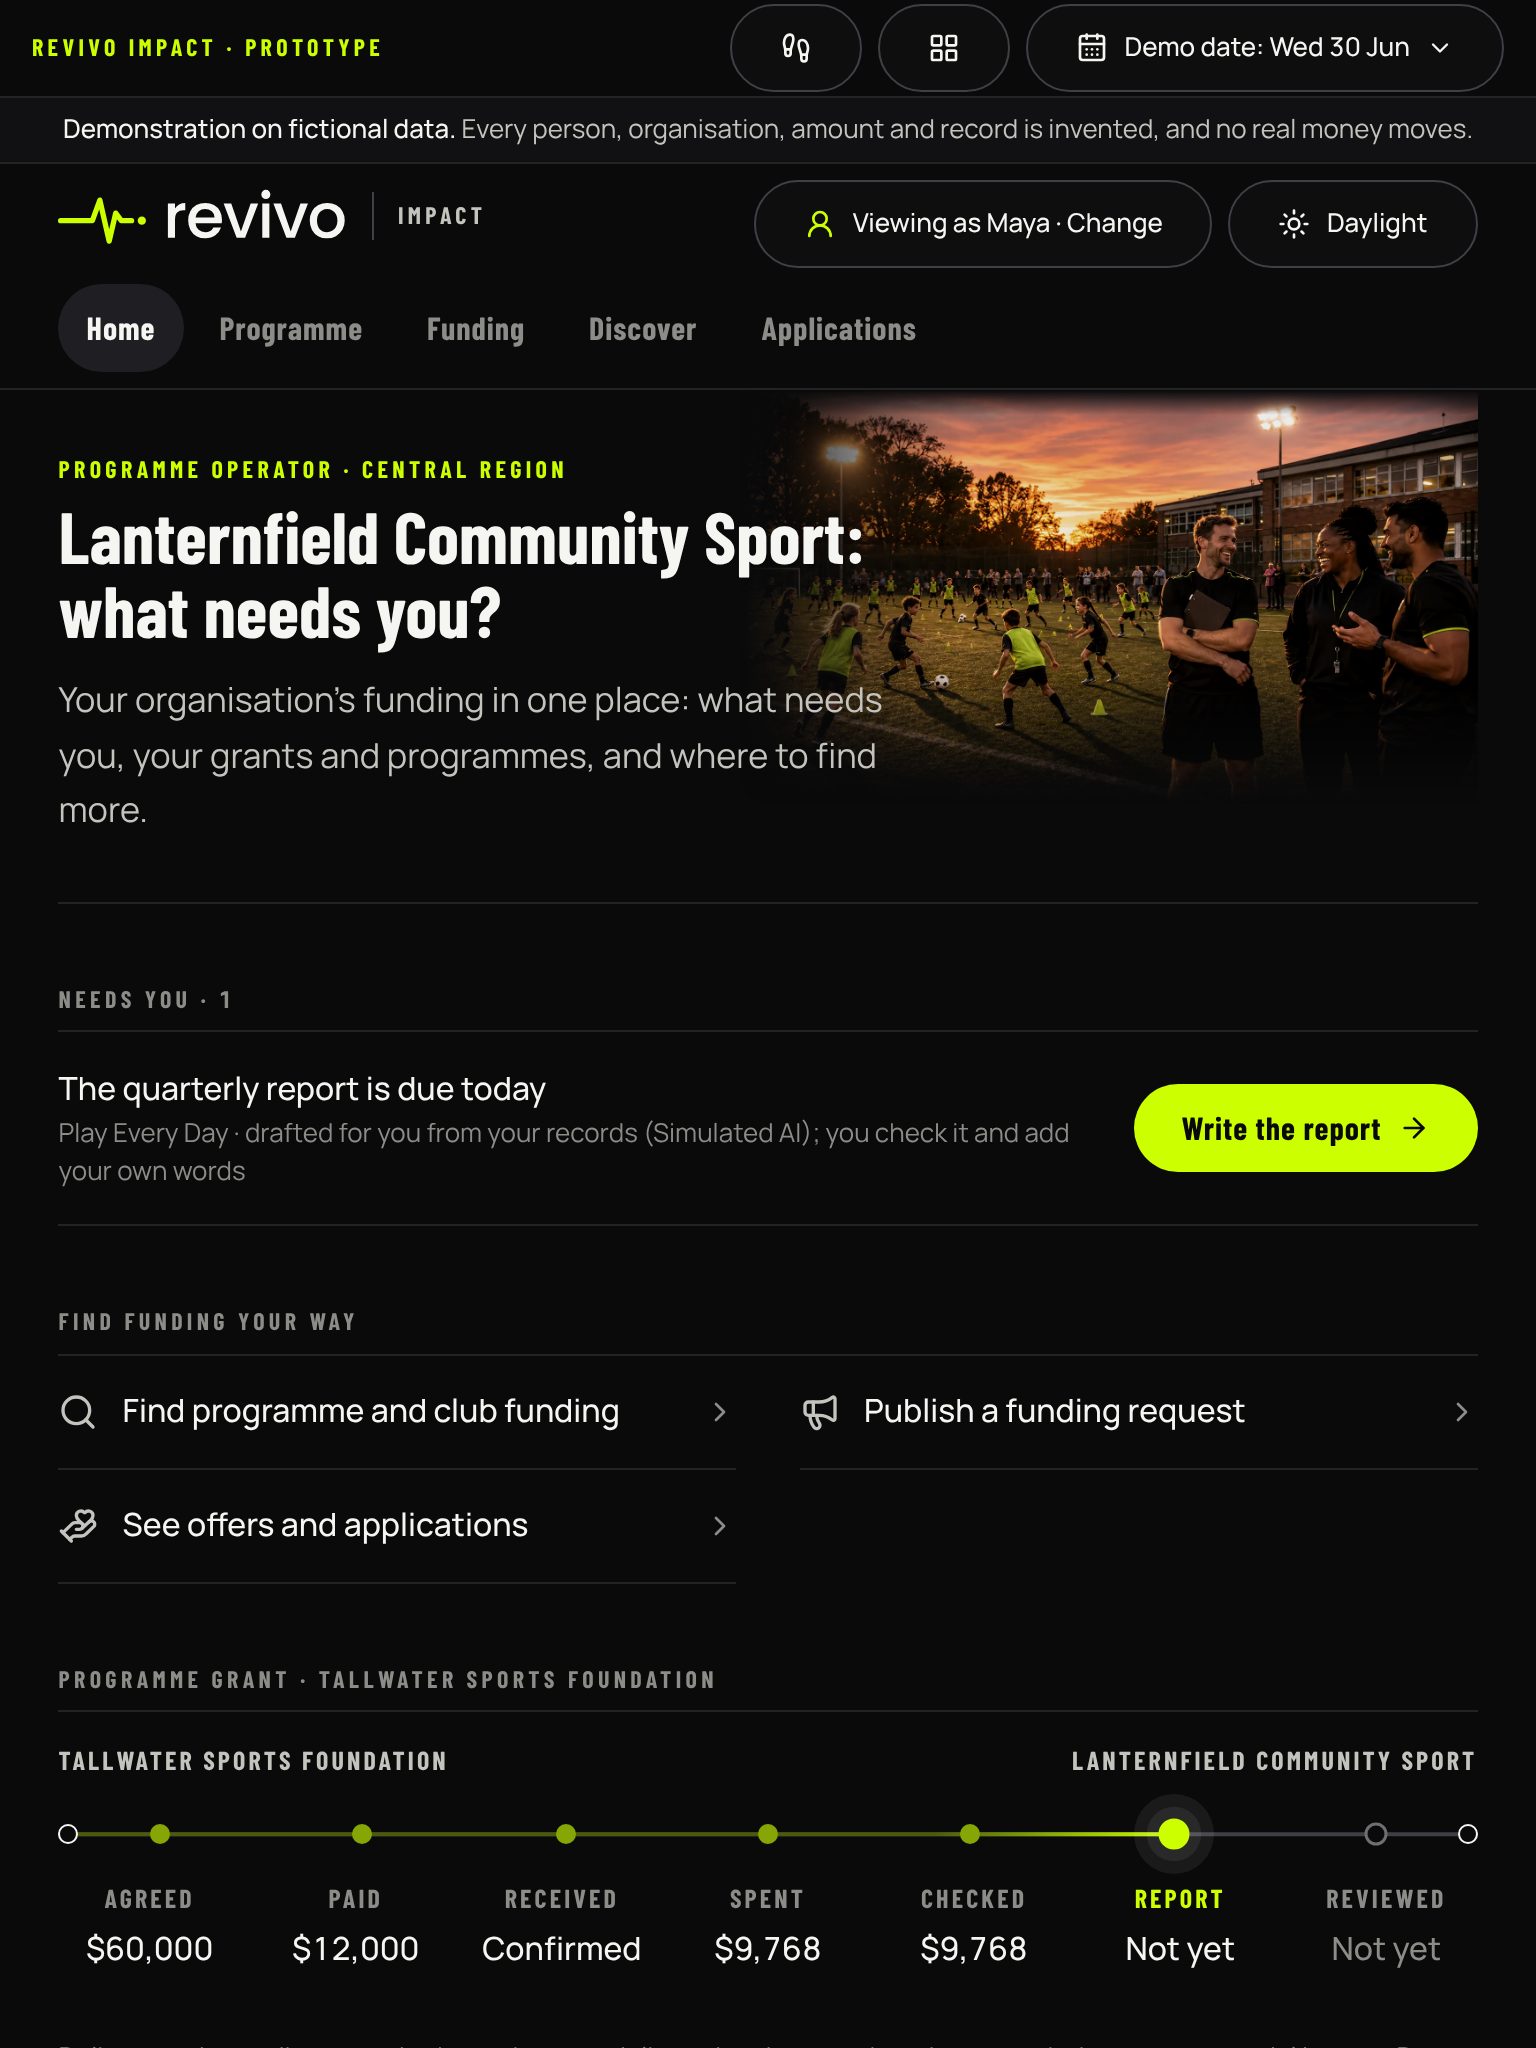 REVIVO IMPACT · PROTOTYPE
Demo date: Wed 30 Jun
Demonstration on fictional data. Every person, organisation, amount and record is invented, and no real money moves.
revivo
IMPACT
Viewing as Maya · Change
Daylight
Home
Programme
Funding
Discover
Applications
PROGRAMME OPERATOR · CENTRAL REGION
Lanternfield Community Sport:
what needs you?
Your organisation’s funding in one place: what needs
you, your grants and programmes, and where to find
more.
NEEDS YOU · 1
The quarterly report is due today
Play Every Day · drafted for you from your records (Simulated AI); you check it and add
your own words
Write the report
FIND FUNDING YOUR WAY
Find programme and club funding
Publish a funding request
See offers and applications
PROGRAMME GRANT · TALLWATER SPORTS FOUNDATION
TALLWATER SPORTS FOUNDATION
LANTERNFIELD COMMUNITY SPORT
AGREED
$60,000
PAID
$12,000
RECEIVED
Confirmed
SPENT
$9,768
CHECKED
$9,768
REPORT
Not yet
REVIEWED
Not yet